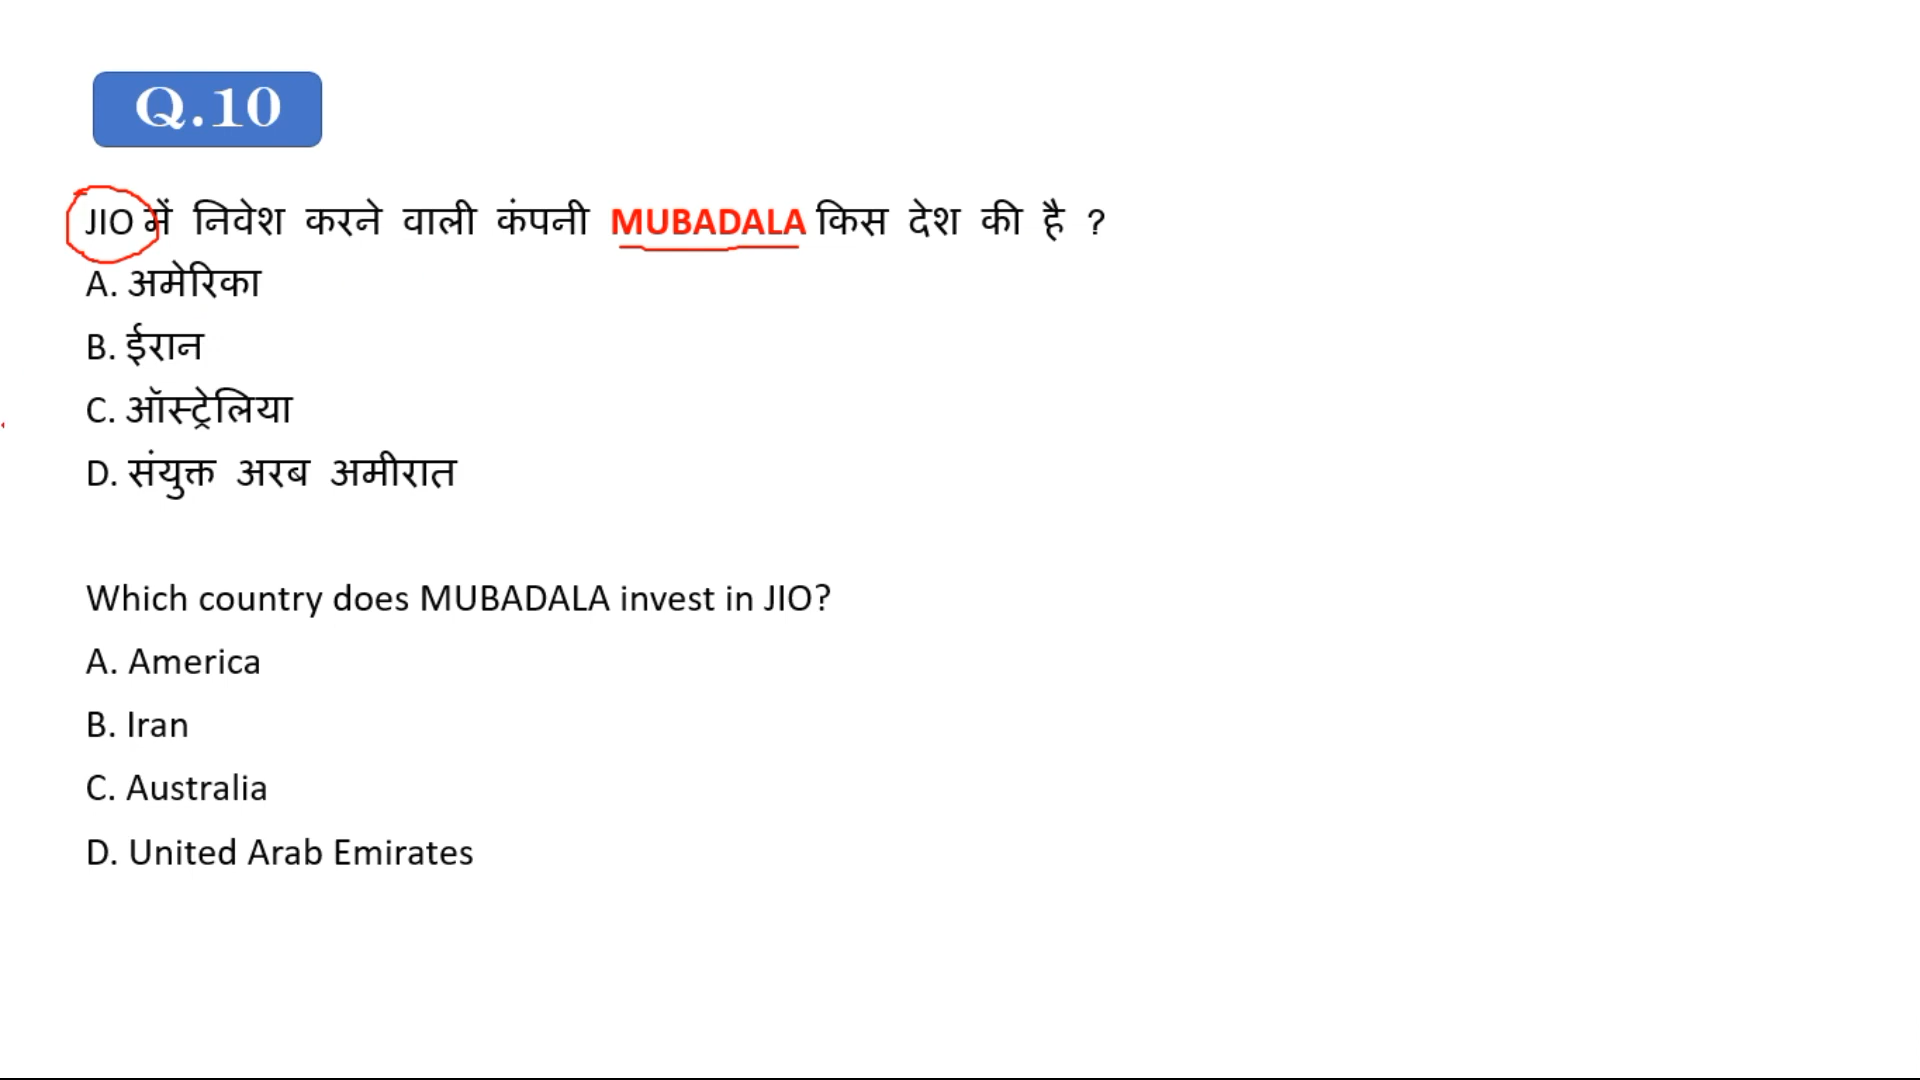 Q.10
JIO में निवेश करने वाली कंपनी MUBADALA किस देश की है ?
A. अमेरिका
B. ईरान
C. ऑस्ट्रेलिया
D. संयुक्त अरब अमीरात
Which country does MUBADALA invest in JIO?
A. America
B. Iran
C. Australia
D. United Arab Emirates